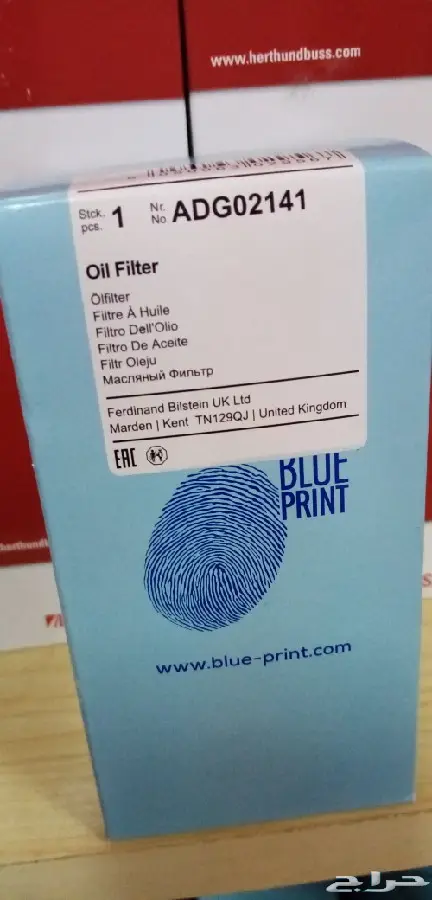 www.herthundbuss.com
Stck. pcs. 1 Nr. No ADG02141
Oil Filter
Ölfilter
Filtre À Huile
Filtro Dell'Olio
Filtro De Aceite
Filtr Oleju
Масляный Фильтр
Ferdinand Bilstein UK Ltd
Marden | Kent TN129QJ | United Kingdom
EAC
BLUE
PRINT
www.blue-print.com
حراج